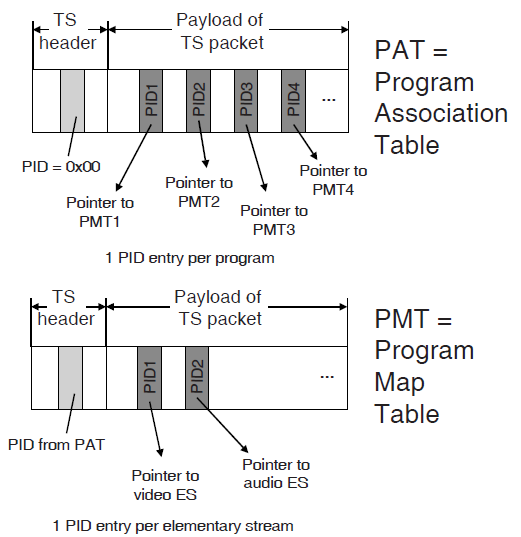 TS
header
Payload of
TS packet
PAT =
Program
Association
Table
PID1
PID2
PID3
PID4
...
PID = 0x00
Pointer to
PMT1
Pointer to
PMT2
Pointer to
PMT3
Pointer to
PMT4
1 PID entry per program
TS
header
Payload of
TS packet
PMT =
Program
Map
Table
PID1
PID2
...
PID from PAT
Pointer to
video ES
Pointer to
audio ES
1 PID entry per elementary stream